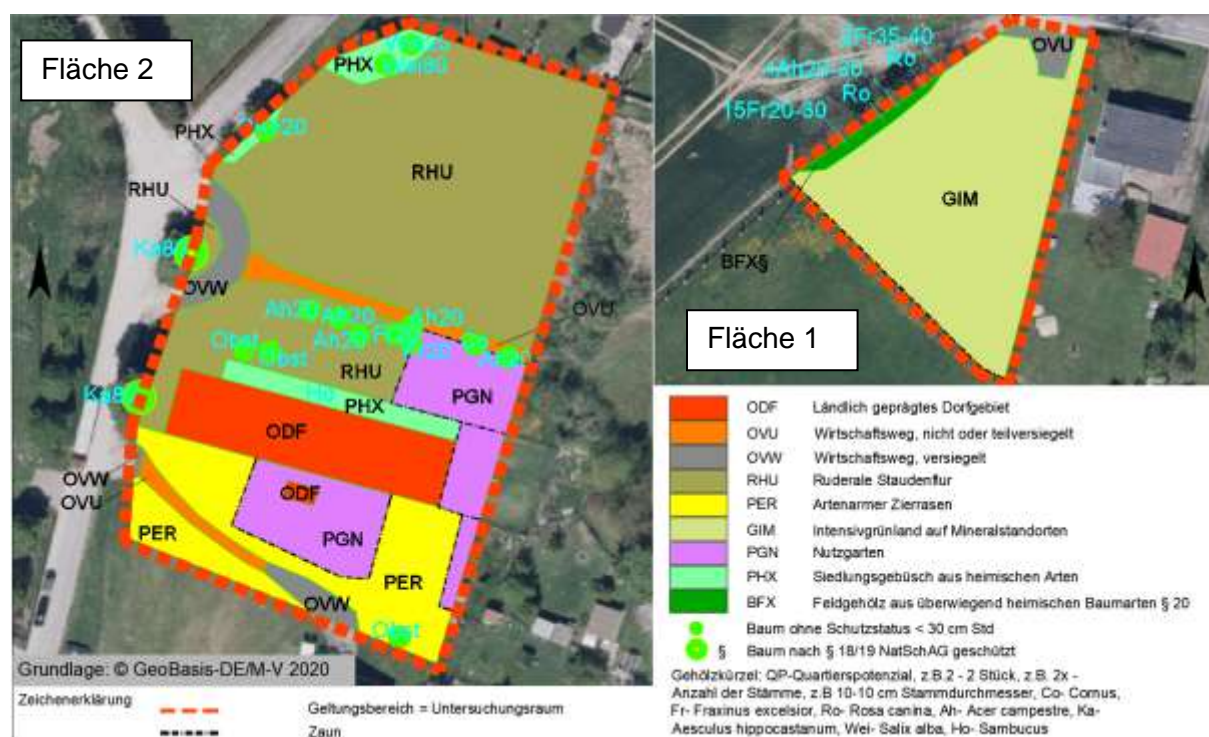 Fläche 2
PHX
PHX
RHU
RHU
OVW
Ah20
Ah20
Ah20
Ah20
Obst
Obst
OVU
RHU
PHX
PGN
ODF
OVW
OVU
PER
ODF
PGN
PER
OVW
Obst
Grundlage: © GeoBasis-DE/M-V 2020
2Fr35-40
Ro
Ro
15Fr20-30
OVU
GIM
BFX§
Fläche 1
ODF Ländlich geprägtes Dorfgebiet
OVU Wirtschaftsweg, nicht oder teilversiegelt
OVW Wirtschaftsweg, versiegelt
RHU Ruderale Staudenflur
PER Artenarmer Zierrasen
GIM Intensivgrünland auf Mineralstandorten
PGN Nutzgarten
PHX Siedlungsgebüsch aus heimischen Arten
BFX Feldgehölz aus überwiegend heimischen Baumarten § 20
Baum ohne Schutzstatus < 30 cm Std
§ Baum nach § 18/19 NatSchAG geschützt
Gehölzkürzel: QP-Quartierspotenzial, z.B.2 - 2 Stück, z.B. 2x -
Anzahl der Stämme, z.B 10-10 cm Stammdurchmesser, Co- Cornus,
Fr- Fraxinus excelsior, Ro- Rosa canina, Ah- Acer campestre, Ka-
Aesculus hippocastanum, Wei- Salix alba, Ho- Sambucus
Zeichenerklärung
Geltungsbereich = Untersuchungsraum
Zaun